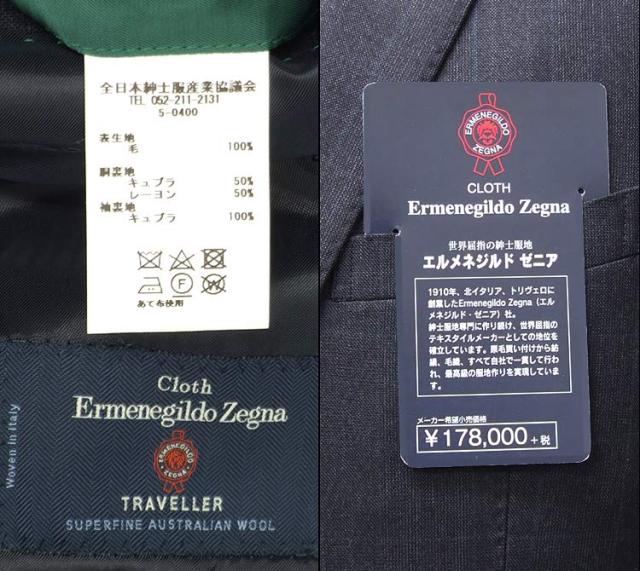 全日本紳士服産業協議会
TEL 052-211-2131
5-0400
表生地
毛 100%
胴裏地
キュプラ 50%
レーヨン 50%
袖裏地
キュプラ 100%
あて布使用
Woven in Italy
Cloth
Ermenegildo Zegna
ERMENEGILDO
ZEGNA
TRAVELLER
SUPERFINE AUSTRALIAN WOOL
ERMENEGILDO
ZEGNA
CLOTH
Ermenegildo Zegna
世界屈指の紳士服地
エルメネジルド ゼニア
1910年、北イタリア、トリヴェロに
創業したErmenegildo Zegna（エル
メネジルド・ゼニア）社。
紳士服地専門に作り続け、世界屈指の
テキスタイルメーカーとしての地位を
確立しています。原毛買い付けから紡
績、毛織、すべて自社で一貫して行わ
れ、最高級の服地作りを実現していま
す。
メーカー希望小売価格
¥178,000+税